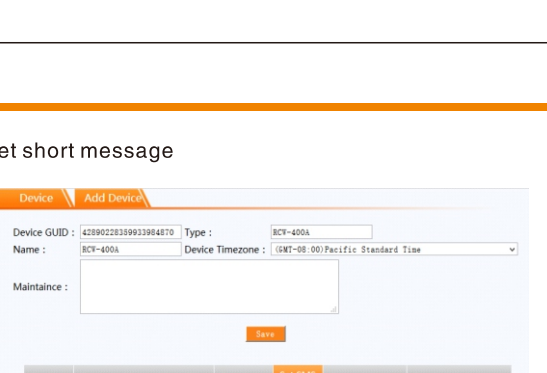 et short message
Device Add Device
Device GUID : 42890228389933984870 Type : RCW-400A
Name : RCW-400A Device Timezone : (GMT-08:00)Pacific Standard Time
Maintaince :
Save